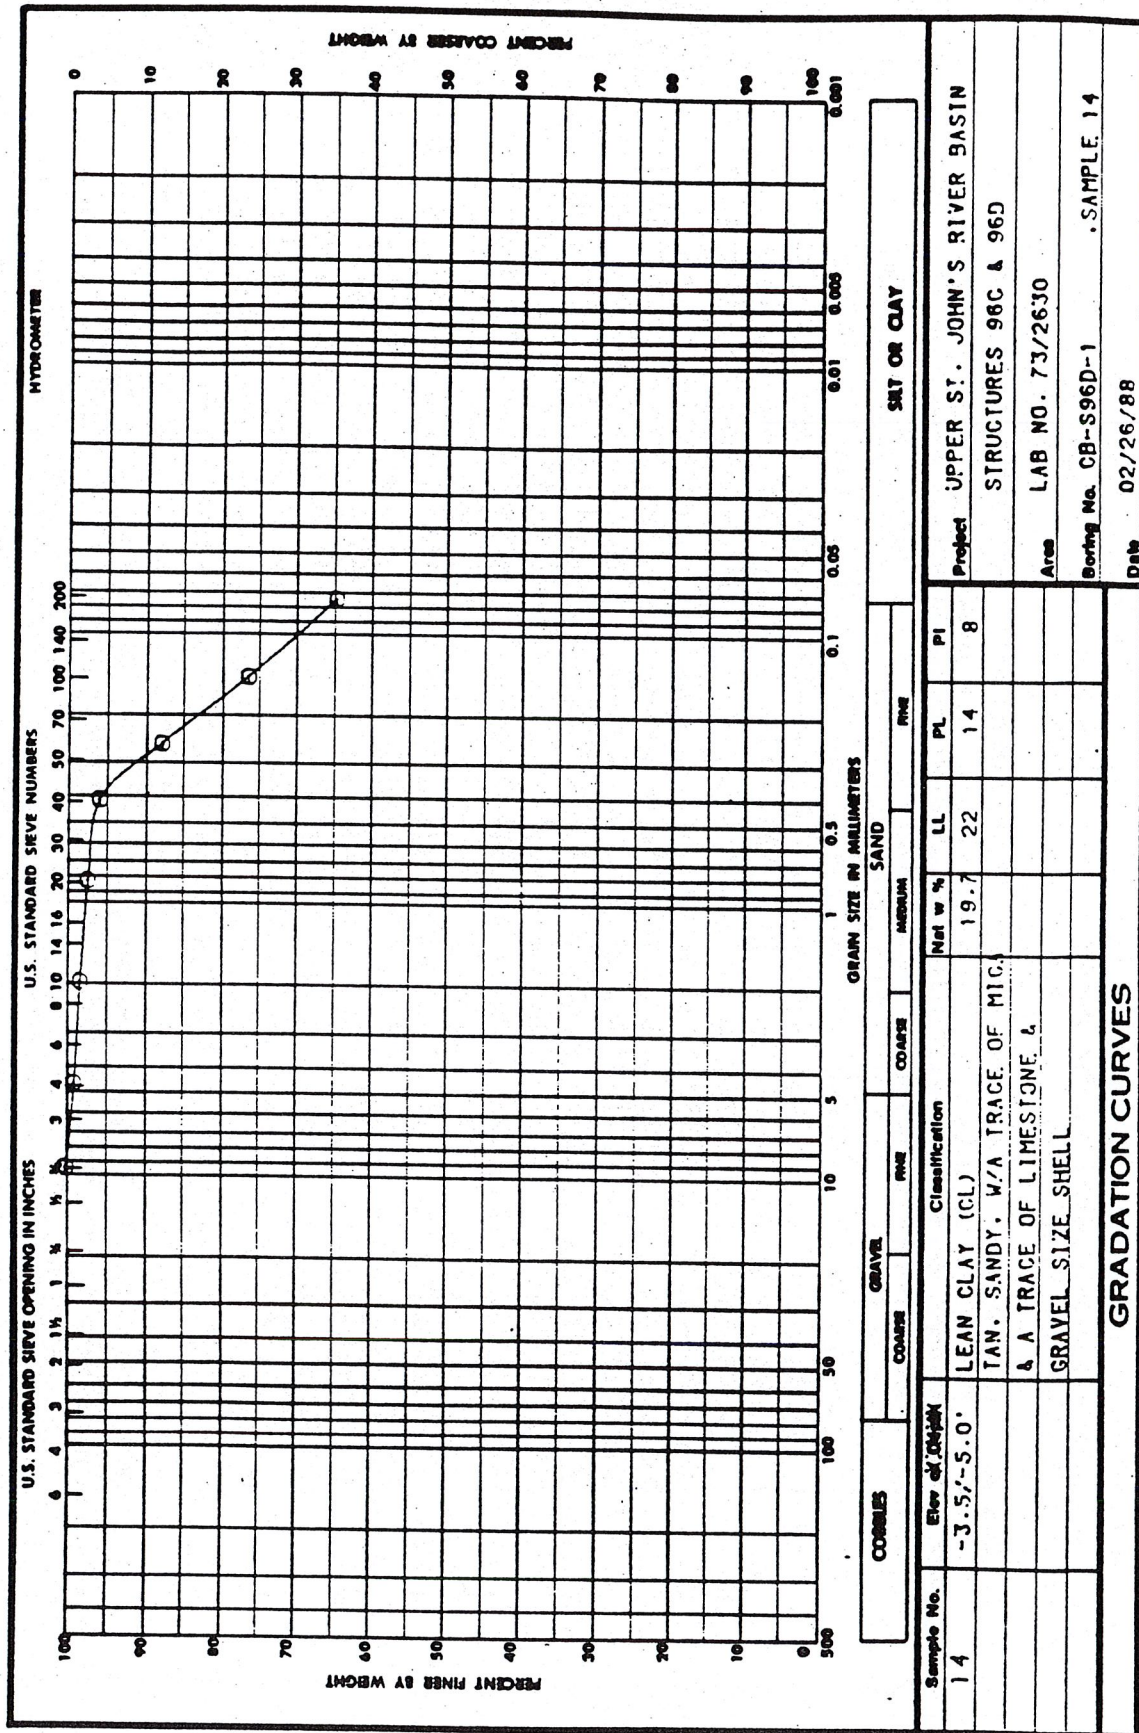 U.S. STANDARD SIEVE OPENING IN INCHES U.S. STANDARD SIEVE NUMBERS HYDROMETER
6 4 3 2 1½ 1 ¾ ½ ⅜ 3 4 6 8 10 14 16 20 30 40 50 70 100 140 200
PERCENT FINER BY WEIGHT
100
90
80
70
60
50
40
30
20
10
0
PERCENT COARSER BY WEIGHT
0
10
20
30
40
50
60
70
80
90
100
500 100 50 10 5 1 0.5 0.1 0.05 0.01 0.005 0.001
GRAIN SIZE IN MILLIMETERS
COBBLES GRAVEL SAND SILT OR CLAY
COARSE FINE COARSE MEDIUM FINE
Sample No. Elev or Depth Classification Nat w % LL PL PI
14 -3.5/-5.0' LEAN CLAY (CL) 19.7 22 14 8
TAN, SANDY, W/A TRACE OF MICA
& A TRACE OF LIMESTONE &
GRAVEL SIZE SHELL
Project UPPER ST. JOHN'S RIVER BASIN
STRUCTURES 96C & 96D
Area LAB NO. 73/2630
Boring No. CB-S96D-1 . SAMPLE 14
Date 02/26/88
GRADATION CURVES